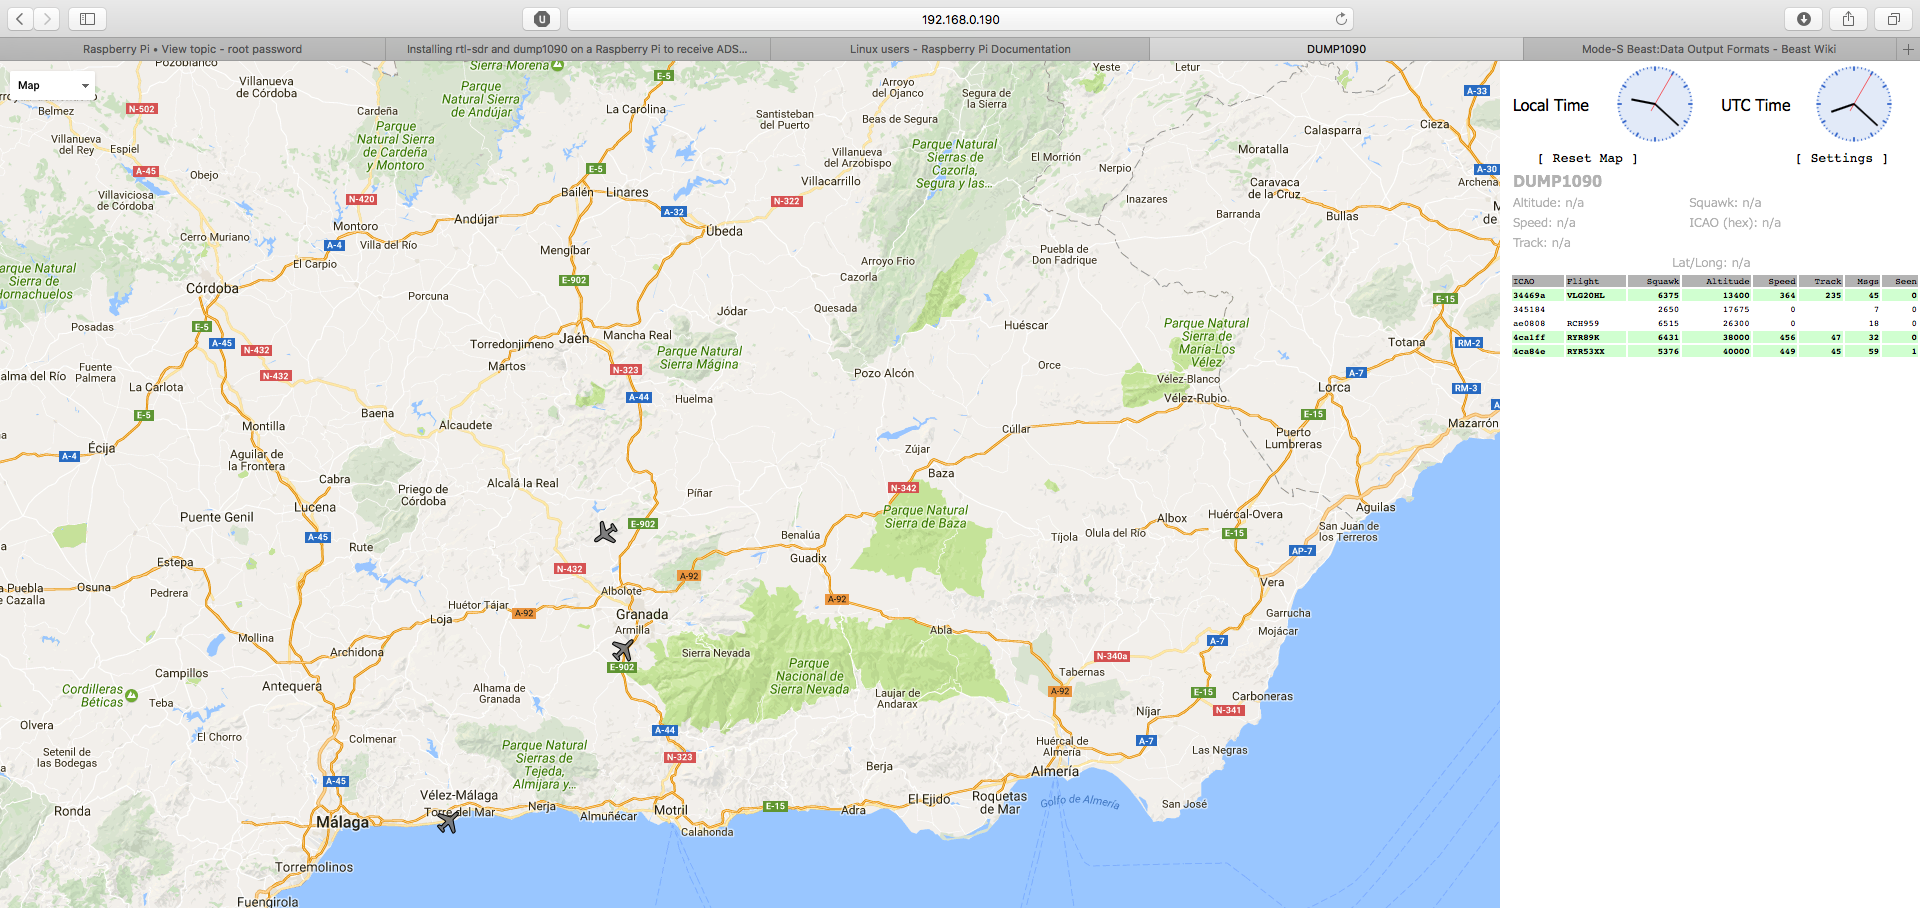 192.168.0.190
Raspberry Pi • View topic - root password
Installing rtl-sdr and dump1090 on a Raspberry Pi to receive ADS...
Linux users - Raspberry Pi Documentation
DUMP1090
Mode-S Beast:Data Output Formats - Beast Wiki
Map
Local Time
UTC Time
[ Reset Map ]
[ Settings ]
DUMP1090
Altitude: n/a
Squawk: n/a
Speed: n/a
ICAO (hex): n/a
Track: n/a
Lat/Long: n/a
ICAO Flight Squawk Altitude Speed Track Msgs Seen
34469a VLG20HL 6375 13400 364 235 45 0
345184 2650 17675 0 7 0
ae0808 RCH959 6515 26300 0 18 0
4ca1ff RYR89K 6431 38000 456 47 32 0
4ca84e RYR53XX 5376 40000 449 45 59 1
Pozoblanco
Villanueva
de Córdoba
Sierra Morena
E-5
Yeste
Letur
Parque
Natural Sierra
de Andújar
La Carolina
Arroyo
del Ojanco
Segura de
la Sierra
A-33
Belmez
N-502
Cardeña
Santisteban
del Puerto
Beas de Segura
Calasparra
Cieza
Villanueva
del Rey
Espiel
Parque
Natural Sierra
de Cardeña
y Montoro
Villanueva
del Arzobispo
Parque Natural
Sierras de
Cazorla,
Segura y las...
El Morrión
Moratalla
A-45
Obejo
E-5
Villacarrillo
Nerpio
A-30
Archena
Villaviciosa
de Córdoba
N-420
Bailén
Linares
N-322
Inazares
Caravaca
de la Cruz
Andújar
A-32
Barranda
Bullas
M
de
Montoro
Cerro Muriano
A-4
Villa del Río
Úbeda
Mengíbar
Puebla de
Don Fadrique
El Carpio
arque Natural
Sierra de
Hornachuelos
Arroyo Frio
Cazorla
Córdoba
E-902
Porcuna
Quesada
E-15
Jódar
Posadas
E-5
Huéscar
Parque Natural
Sierra de
María-Los
Vélez
Jaén
Mancha Real
A-45
N-432
Torredonjimeno
Parque Natural
Sierra Mágina
Totana
RM-2
Martos
N-323
Orce
Fuente
Palmera
alma del Río
N-432
La Carlota
Pozo Alcón
A-7
Vélez-Blanco
Lorca
RM-3
A-44
Huelma
Vélez-Rubio
A
E-5
Baena
E-15
Montilla
Alcaudete
Cúllar
Mazarrón
Puerto
Lumbreras
a
Écija
A-4
Aguilar de
la Frontera
Zújar
Baza
Cabra
Alcalá la Real
Priego de
Córdoba
Píñar
N-342
Lucena
Puente Genil
Parque Natural
Sierra de Baza
Albox
Huércal-Overa
Aguilas
E-902
San Juan de
los Terreros
A-45
Benalúa
Tíjola
Olula del Río
E-15
a
Rute
Guadix
AP-7
Estepa
N-432
A-92
Vera
a Puebla
e Cazalla
Osuna
Pedrera
Albolote
A-92
Huétor Tájar
A-92
Granada
Garrucha
Loja
Armilla
Abla
Mojácar
Mollina
A-7
Archidona
Sierra Nevada
N-340a
E-902
Parque
Nacional de
Sierra Nevada
Campillos
Tabernas
Antequera
Cordilleras
Béticas
Alhama de
Granada
Laujar de
Andarax
A-92
E-15
Carboneras
Teba
N-341
Níjar
Olvera
El Chorro
A-44
Colmenar
Parque Natural
Sierras de
Tejeda,
Almijara y...
Huércal de
Almería
A-7
Las Negras
Setenil de
las Bodegas
N-323
Berja
Almería
a
A-45
Vélez-Málaga
El Ejido
Roquetas
de Mar
Golfo de Almería
San José
Ronda
Torre del Mar
Nerja
Motril
E-15
Adra
Málaga
Almuñécar
Calahonda
Torremolinos
Fuengirola